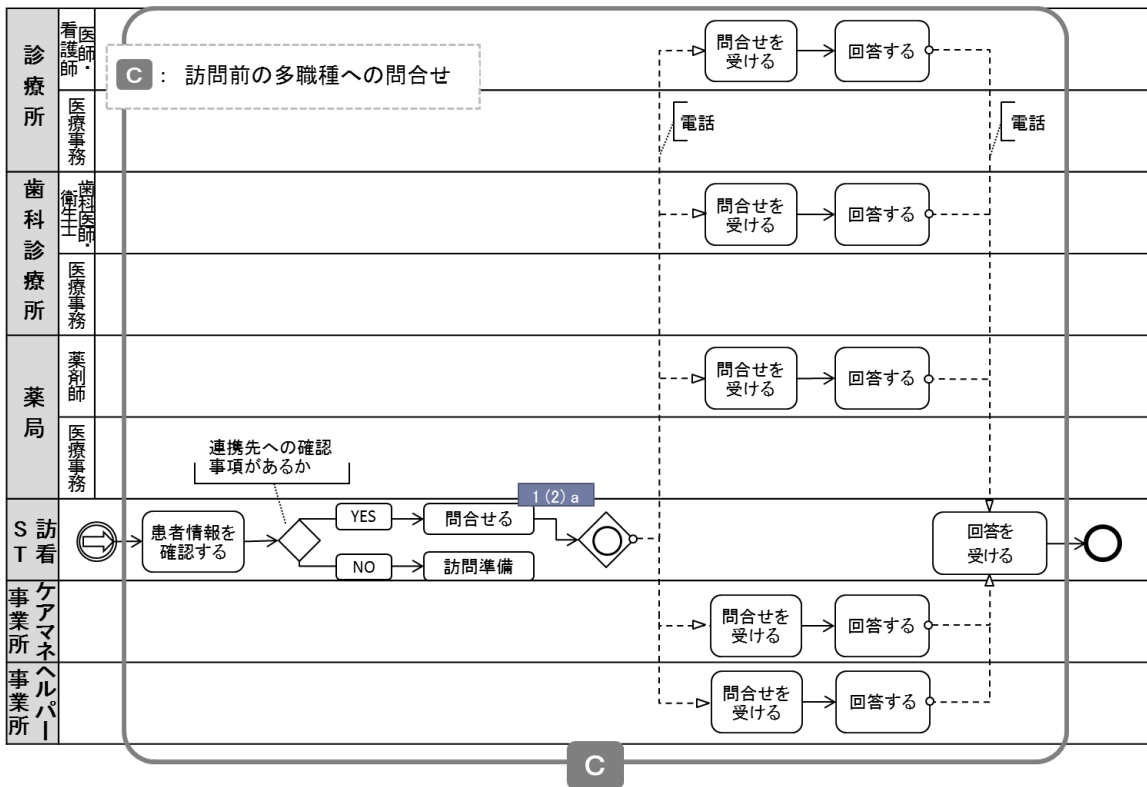 診療所
医師・看護師
C : 訪問前の多職種への問合せ
問合せを
受ける
回答する
医療事務
電話
電話
歯科診療所
歯科医師・衛生士
問合せを
受ける
回答する
医療事務
薬局
薬剤師
問合せを
受ける
回答する
医療事務
連携先への確認
事項があるか
訪看
ST
患者情報を
確認する
YES
問合せる
1(2)a
NO
訪問準備
回答を
受ける
ケアマネ
事業所
問合せを
受ける
回答する
ヘルパー
事業所
問合せを
受ける
回答する
C